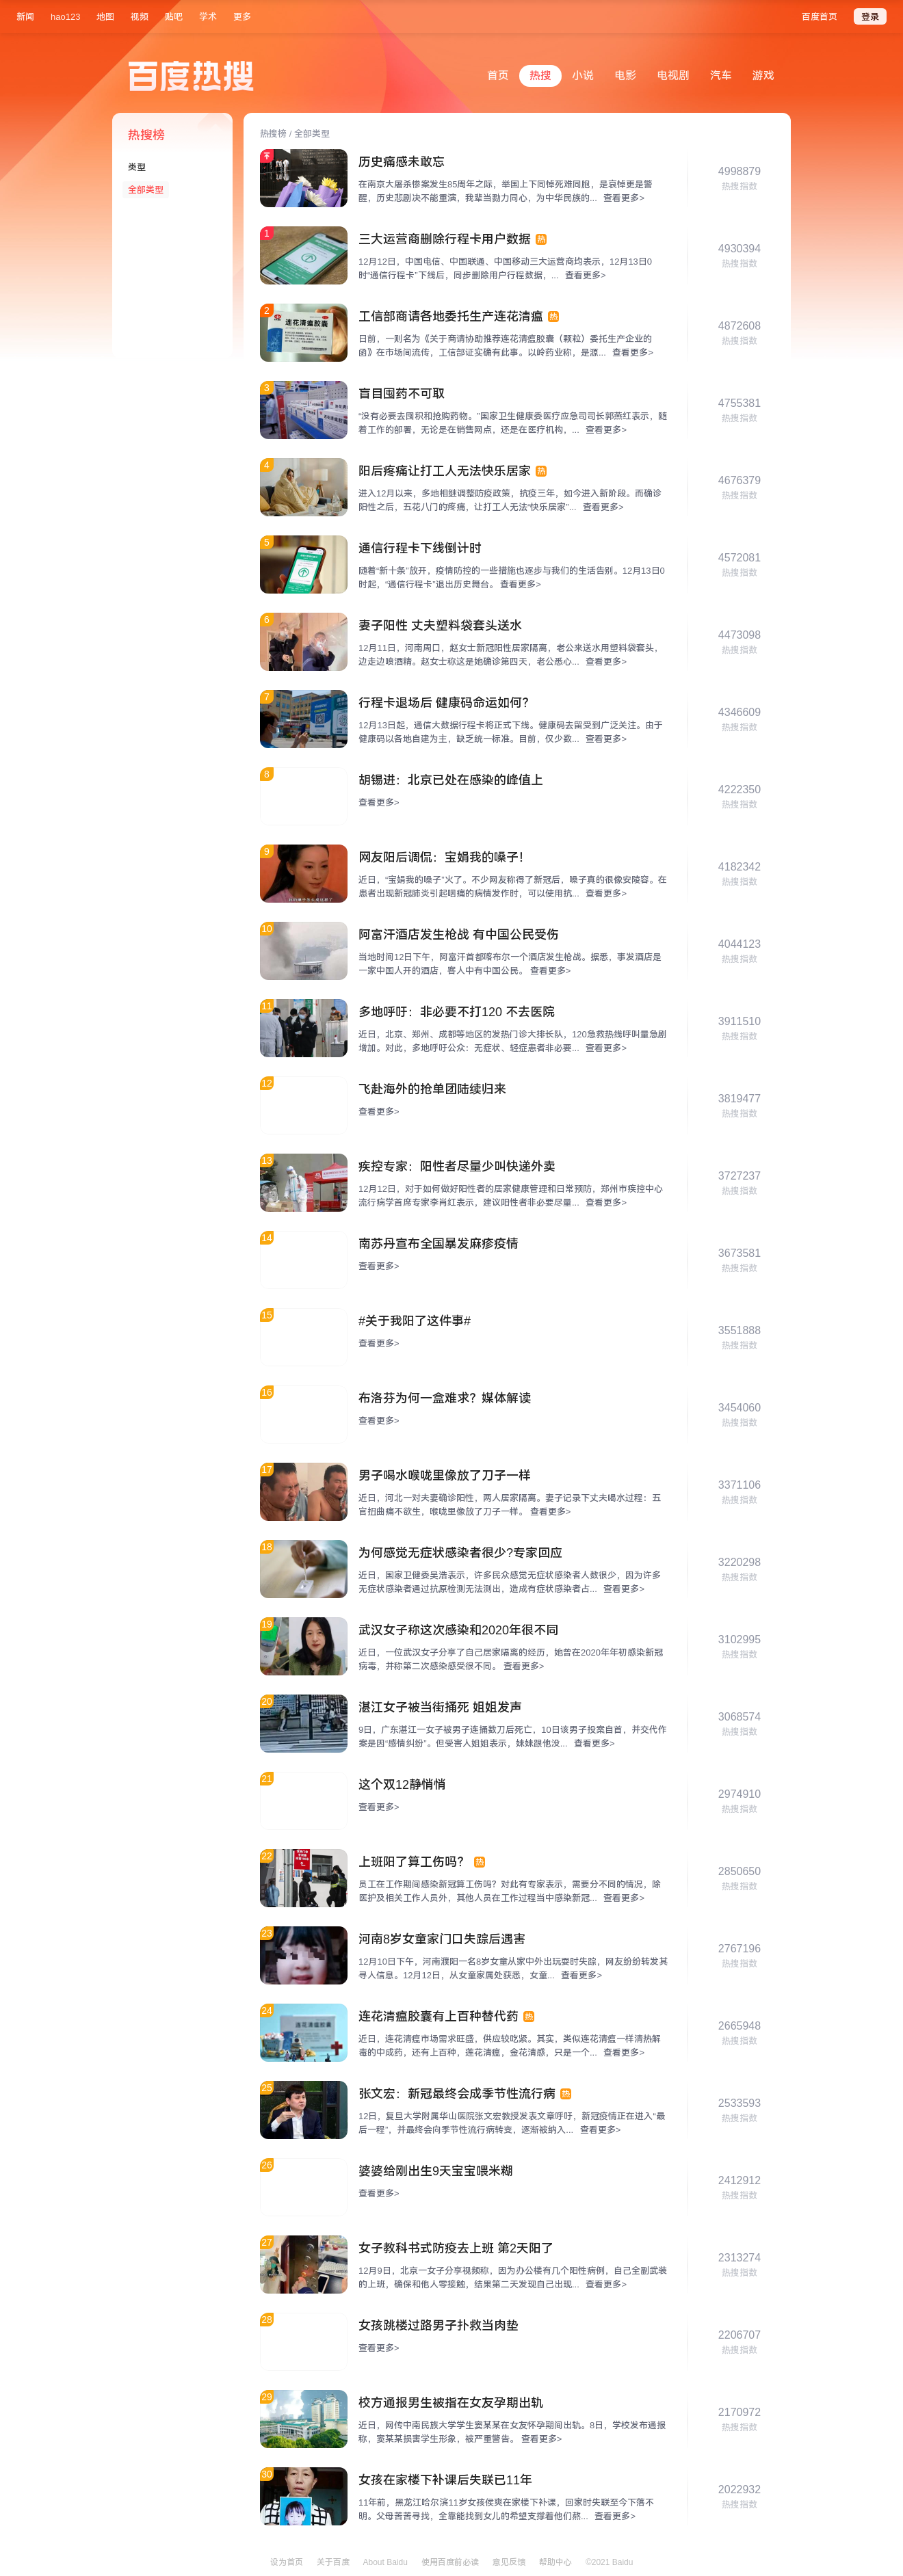 新闻 hao123 地图 视频 贴吧 学术 更多 百度首页 登录
百度热搜
首页 热搜 小说 电影 电视剧 汽车 游戏
热搜榜
类型
全部类型
热搜榜 / 全部类型
历史痛感未敢忘
在南京大屠杀惨案发生85周年之际，举国上下同悼死难同胞，是哀悼更是警
醒，历史悲剧决不能重演，我辈当勠力同心，为中华民族的... 查看更多>
4998879
热搜指数
1
三大运营商删除行程卡用户数据 热
12月12日，中国电信、中国联通、中国移动三大运营商均表示，12月13日0
时“通信行程卡”下线后，同步删除用户行程数据，... 查看更多>
4930394
热搜指数
2
工信部商请各地委托生产连花清瘟 热
日前，一则名为《关于商请协助推荐连花清瘟胶囊（颗粒）委托生产企业的
函》在市场间流传，工信部证实确有此事。以岭药业称，是源... 查看更多>
4872608
热搜指数
连花清瘟胶囊
3
盲目囤药不可取
“没有必要去囤积和抢购药物。”国家卫生健康委医疗应急司司长郭燕红表示，随
着工作的部署，无论是在销售网点，还是在医疗机构，... 查看更多>
4755381
热搜指数
4
阳后疼痛让打工人无法快乐居家 热
进入12月以来，多地相继调整防疫政策，抗疫三年，如今进入新阶段。而确诊
阳性之后，五花八门的疼痛，让打工人无法“快乐居家”... 查看更多>
4676379
热搜指数
5
通信行程卡下线倒计时
随着“新十条”放开，疫情防控的一些措施也逐步与我们的生活告别。12月13日0
时起，“通信行程卡”退出历史舞台。 查看更多>
4572081
热搜指数
6
妻子阳性 丈夫塑料袋套头送水
12月11日，河南周口，赵女士新冠阳性居家隔离，老公来送水用塑料袋套头，
边走边喷酒精。赵女士称这是她确诊第四天，老公悉心... 查看更多>
4473098
热搜指数
7
行程卡退场后 健康码命运如何？
12月13日起，通信大数据行程卡将正式下线。健康码去留受到广泛关注。由于
健康码以各地自建为主，缺乏统一标准。目前，仅少数... 查看更多>
4346609
热搜指数
8
胡锡进：北京已处在感染的峰值上
查看更多>
4222350
热搜指数
9
网友阳后调侃：宝娟我的嗓子！
近日，“宝娟我的嗓子”火了。不少网友称得了新冠后，嗓子真的很像安陵容。在
患者出现新冠肺炎引起咽痛的病情发作时，可以使用抗... 查看更多>
4182342
热搜指数
10
阿富汗酒店发生枪战 有中国公民受伤
当地时间12日下午，阿富汗首都喀布尔一个酒店发生枪战。据悉，事发酒店是
一家中国人开的酒店，客人中有中国公民。 查看更多>
4044123
热搜指数
11
多地呼吁：非必要不打120 不去医院
近日，北京、郑州、成都等地区的发热门诊大排长队，120急救热线呼叫量急剧
增加。对此，多地呼吁公众：无症状、轻症患者非必要... 查看更多>
3911510
热搜指数
12
飞赴海外的抢单团陆续归来
查看更多>
3819477
热搜指数
13
疾控专家：阳性者尽量少叫快递外卖
12月12日，对于如何做好阳性者的居家健康管理和日常预防，郑州市疾控中心
流行病学首席专家李肖红表示，建议阳性者非必要尽量... 查看更多>
3727237
热搜指数
14
南苏丹宣布全国暴发麻疹疫情
查看更多>
3673581
热搜指数
15
#关于我阳了这件事#
查看更多>
3551888
热搜指数
16
布洛芬为何一盒难求？媒体解读
查看更多>
3454060
热搜指数
17
男子喝水喉咙里像放了刀子一样
近日，河北一对夫妻确诊阳性，两人居家隔离。妻子记录下丈夫喝水过程：五
官扭曲痛不欲生，喉咙里像放了刀子一样。 查看更多>
3371106
热搜指数
18
为何感觉无症状感染者很少?专家回应
近日，国家卫健委吴浩表示，许多民众感觉无症状感染者人数很少，因为许多
无症状感染者通过抗原检测无法测出，造成有症状感染者占... 查看更多>
3220298
热搜指数
19
武汉女子称这次感染和2020年很不同
近日，一位武汉女子分享了自己居家隔离的经历，她曾在2020年年初感染新冠
病毒，并称第二次感染感受很不同。 查看更多>
3102995
热搜指数
20
湛江女子被当街捅死 姐姐发声
9日，广东湛江一女子被男子连捅数刀后死亡，10日该男子投案自首，并交代作
案是因“感情纠纷”。但受害人姐姐表示，妹妹跟他没... 查看更多>
3068574
热搜指数
21
这个双12静悄悄
查看更多>
2974910
热搜指数
22
上班阳了算工伤吗？ 热
员工在工作期间感染新冠算工伤吗？对此有专家表示，需要分不同的情况，除
医护及相关工作人员外，其他人员在工作过程当中感染新冠... 查看更多>
2850650
热搜指数
23
河南8岁女童家门口失踪后遇害
12月10日下午，河南濮阳一名8岁女童从家中外出玩耍时失踪，网友纷纷转发其
寻人信息。12月12日，从女童家属处获悉，女童... 查看更多>
2767196
热搜指数
24
连花清瘟胶囊有上百种替代药 热
近日，连花清瘟市场需求旺盛，供应较吃紧。其实，类似连花清瘟一样清热解
毒的中成药，还有上百种，莲花清瘟，金花清感，只是一个... 查看更多>
2665948
热搜指数
25
张文宏：新冠最终会成季节性流行病 热
12日，复旦大学附属华山医院张文宏教授发表文章呼吁，新冠疫情正在进入“最
后一程”，并最终会向季节性流行病转变，逐渐被纳入... 查看更多>
2533593
热搜指数
26
婆婆给刚出生9天宝宝喂米糊
查看更多>
2412912
热搜指数
27
女子教科书式防疫去上班 第2天阳了
12月9日，北京一女子分享视频称，因为办公楼有几个阳性病例，自己全副武装
的上班，确保和他人零接触，结果第二天发现自己出现... 查看更多>
2313274
热搜指数
28
女孩跳楼过路男子扑救当肉垫
查看更多>
2206707
热搜指数
29
校方通报男生被指在女友孕期出轨
近日，网传中南民族大学学生窦某某在女友怀孕期间出轨。8日，学校发布通报
称，窦某某损害学生形象，被严重警告。 查看更多>
2170972
热搜指数
30
女孩在家楼下补课后失联已11年
11年前，黑龙江哈尔滨11岁女孩侯爽在家楼下补课，回家时失联至今下落不
明。父母苦苦寻找，全靠能找到女儿的希望支撑着他们熬... 查看更多>
2022932
热搜指数
设为首页 关于百度 About Baidu 使用百度前必读 意见反馈 帮助中心 ©2021 Baidu